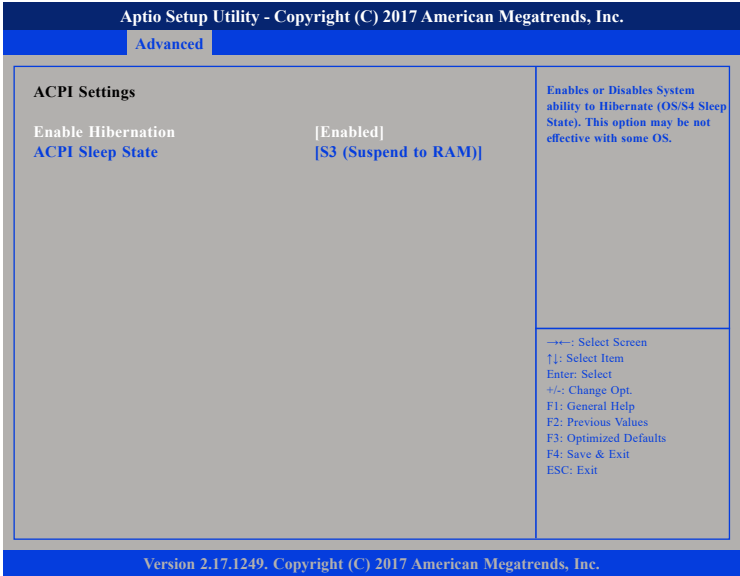 Aptio Setup Utility - Copyright (C) 2017 American Megatrends, Inc.
Advanced
ACPI Settings
Enable Hibernation [Enabled]
ACPI Sleep State [S3 (Suspend to RAM)]
Enables or Disables System
ability to Hibernate (OS/S4 Sleep
State). This option may be not
effective with some OS.
→←: Select Screen
↑↓: Select Item
Enter: Select
+/-: Change Opt.
F1: General Help
F2: Previous Values
F3: Optimized Defaults
F4: Save & Exit
ESC: Exit
Version 2.17.1249. Copyright (C) 2017 American Megatrends, Inc.